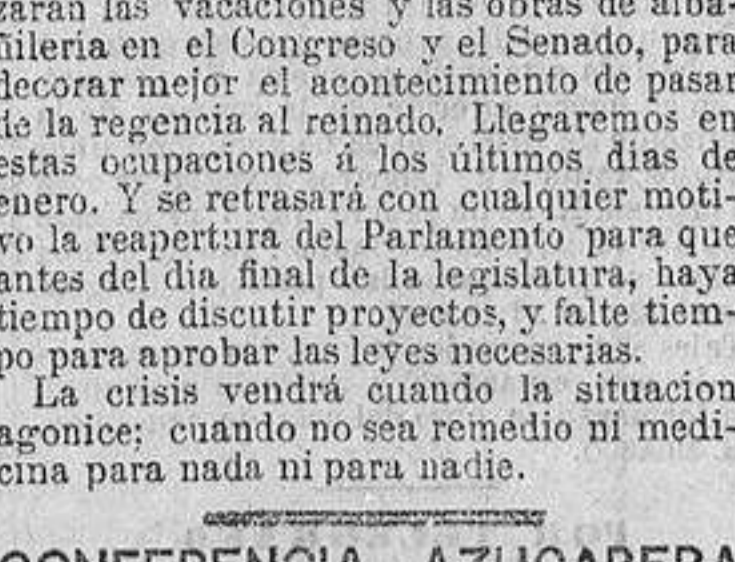 zarán las vacaciones y las obras de alba-
ñileria en el Congreso y el Senado, para
decorar mejor el acontecimiento de pasar
de la regencia al reinado. Llegaremos en
estas ocupaciones á los últimos dias de
enero. Y se retrasará con cualquier moti-
vo la reapertura del Parlamento para que
antes del dia final de la legislatura, haya
tiempo de discutir proyectos, y falte tiem-
po para aprobar las leyes necesarias.
La crisis vendrá cuando la situacion
agonice; cuando no sea remedio ni medi-
cina para nada ni para nadie.
CONFERENCIA AZUCARERA